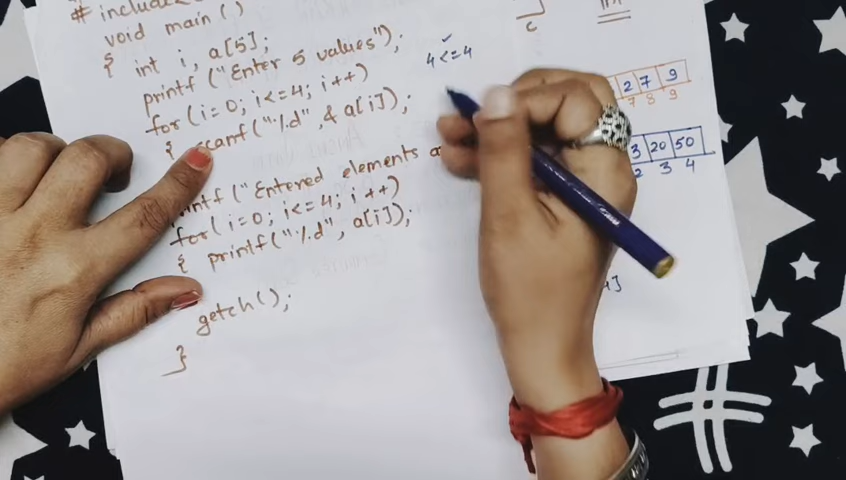 # include
void main ()
{ int i, a[5];
printf ("Enter 5 values");
for (i=0; i<=4; i++)
{ scanf ("%d", & a[i]);
("Entered elements
for (i=0; i<=4; i++)
{ printf ("%d", a[i]);
getch ();
}
4<=4
2 7 9
7 8 9
3 20 50
2 3 4